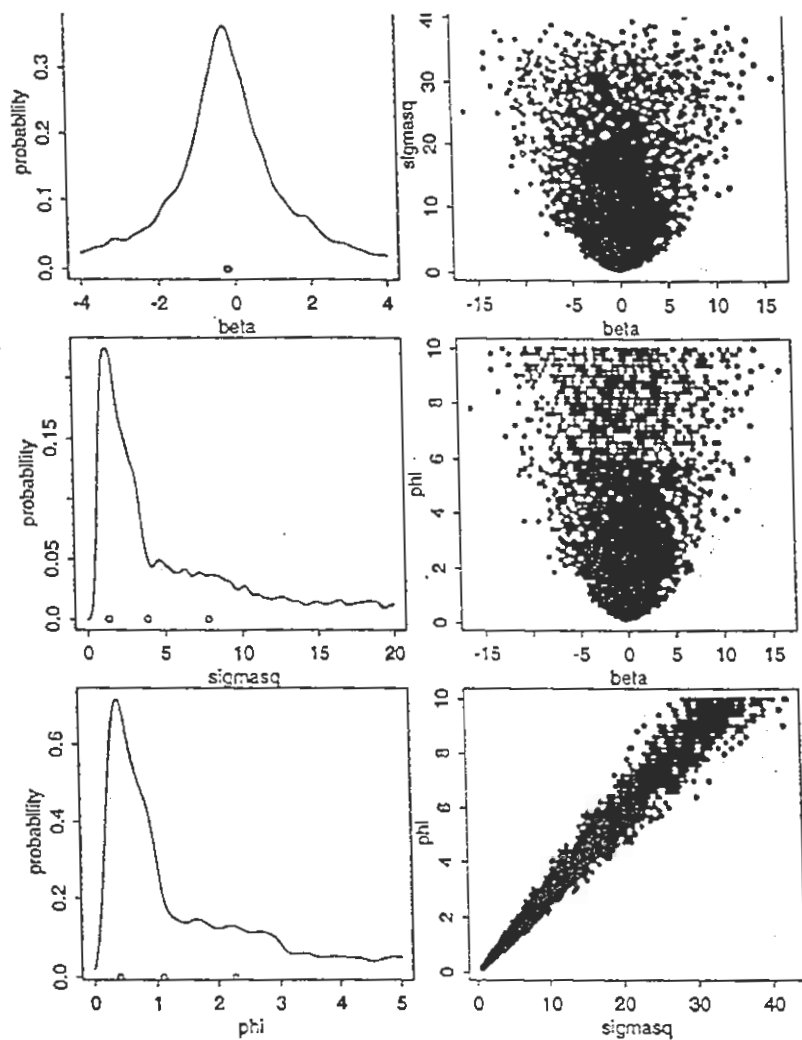 probability
0.0 0.1 0.2 0.3
-4 -2 0 2 4
beta
sigmasq
0 10 20 30 40
-15 -5 0 5 10 15
beta
probability
0.0 0.05 0.15
0 5 10 15 20
sigmasq
phi
0 2 4 6 8 10
-15 -5 0 5 10 15
beta
probability
0.0 0.2 0.4 0.6
0 1 2 3 4 5
phi
phi
0 2 4 6 8 10
0 10 20 30 40
sigmasq